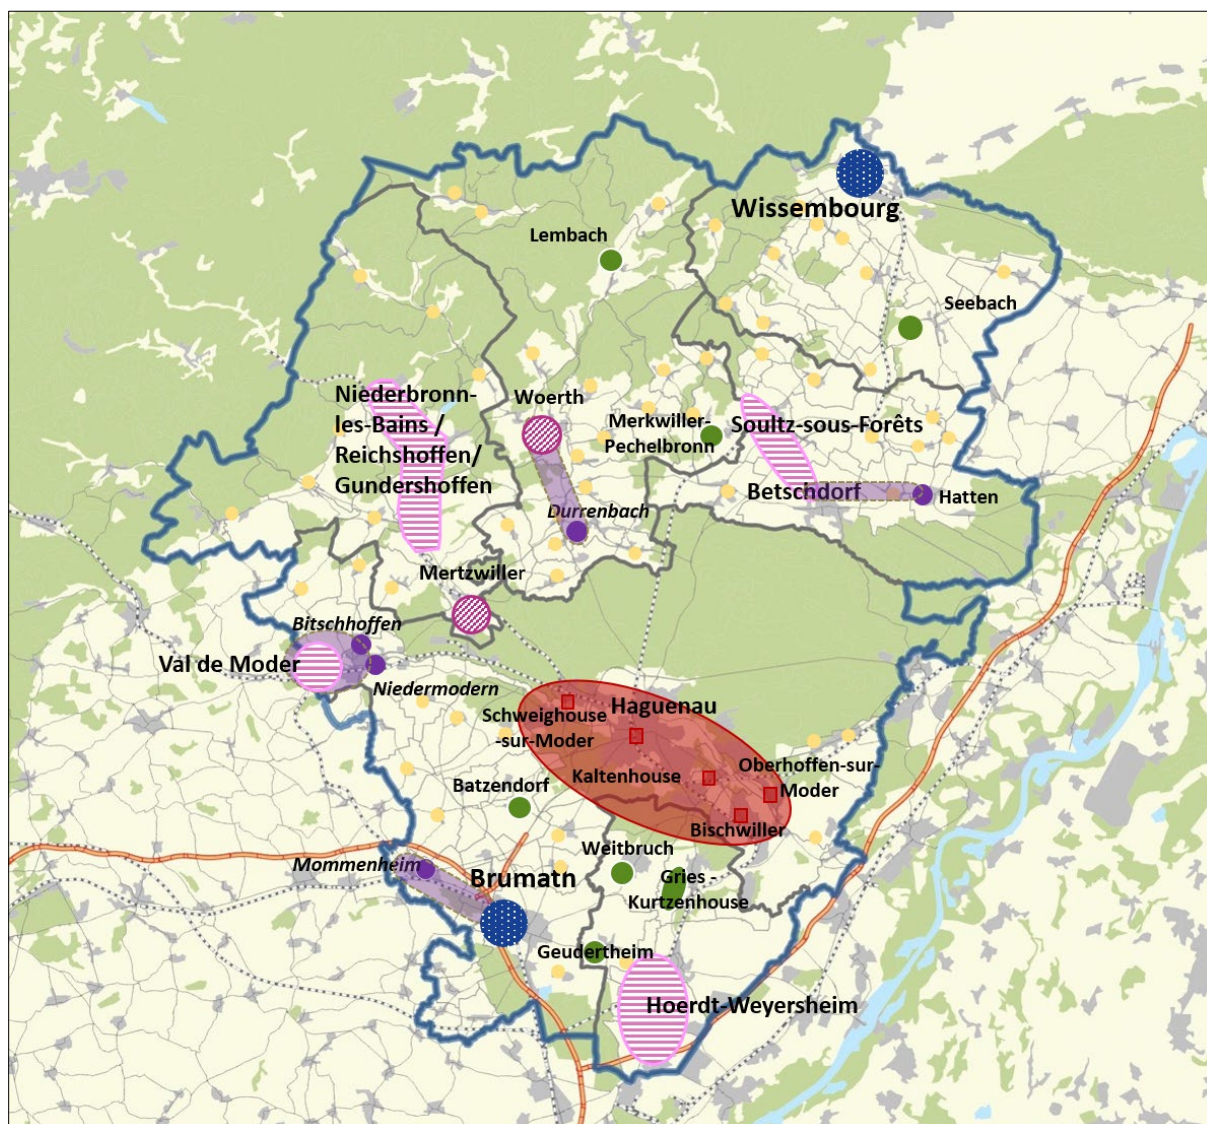 Wissembourg
Lembach
Seebach
Niederbronn-
les-Bains /
Reichshoffen/
Gundershoffen
Woerth
Merkwiller-
Pechelbronn
Soultz-sous-Forêts
Betschdorf
Hatten
Durrenbach
Mertzwiller
Bitschhoffen
Val de Moder
Niedermodern
Haguenau
Schweighouse
-sur-Moder
Kaltenhouse
Oberhoffen-sur-
Moder
Batzendorf
Bischwiller
Weitbruch
Mommenheim
Brumath
Gries -
Kurtzenhouse
Geudertheim
Hoerdt-Weyersheim